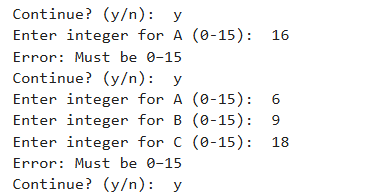 Continue? (y/n):  y
Enter integer for A (0-15):  16
Error: Must be 0–15
Continue? (y/n):  y
Enter integer for A (0-15):  6
Enter integer for B (0-15):  9
Enter integer for C (0-15):  18
Error: Must be 0–15
Continue? (y/n):  y